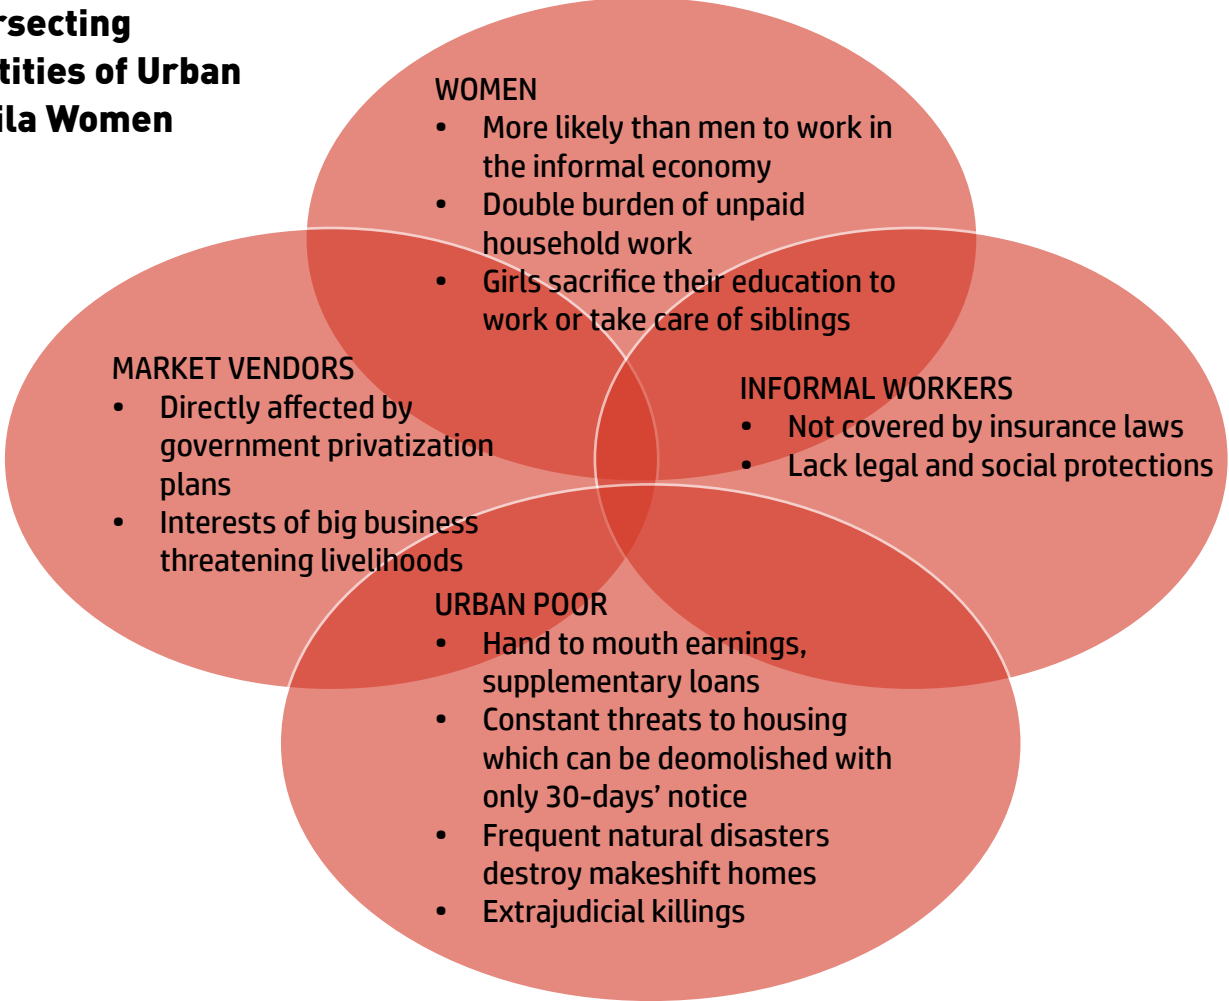 rsecting
tities of Urban
ila Women
WOMEN
• More likely than men to work in
the informal economy
• Double burden of unpaid
household work
• Girls sacrifice their education to
work or take care of siblings
MARKET VENDORS
• Directly affected by
government privatization
plans
• Interests of big business
threatening livelihoods
INFORMAL WORKERS
• Not covered by insurance laws
• Lack legal and social protections
URBAN POOR
• Hand to mouth earnings,
supplementary loans
• Constant threats to housing
which can be deomolished with
only 30-days’ notice
• Frequent natural disasters
destroy makeshift homes
• Extrajudicial killings